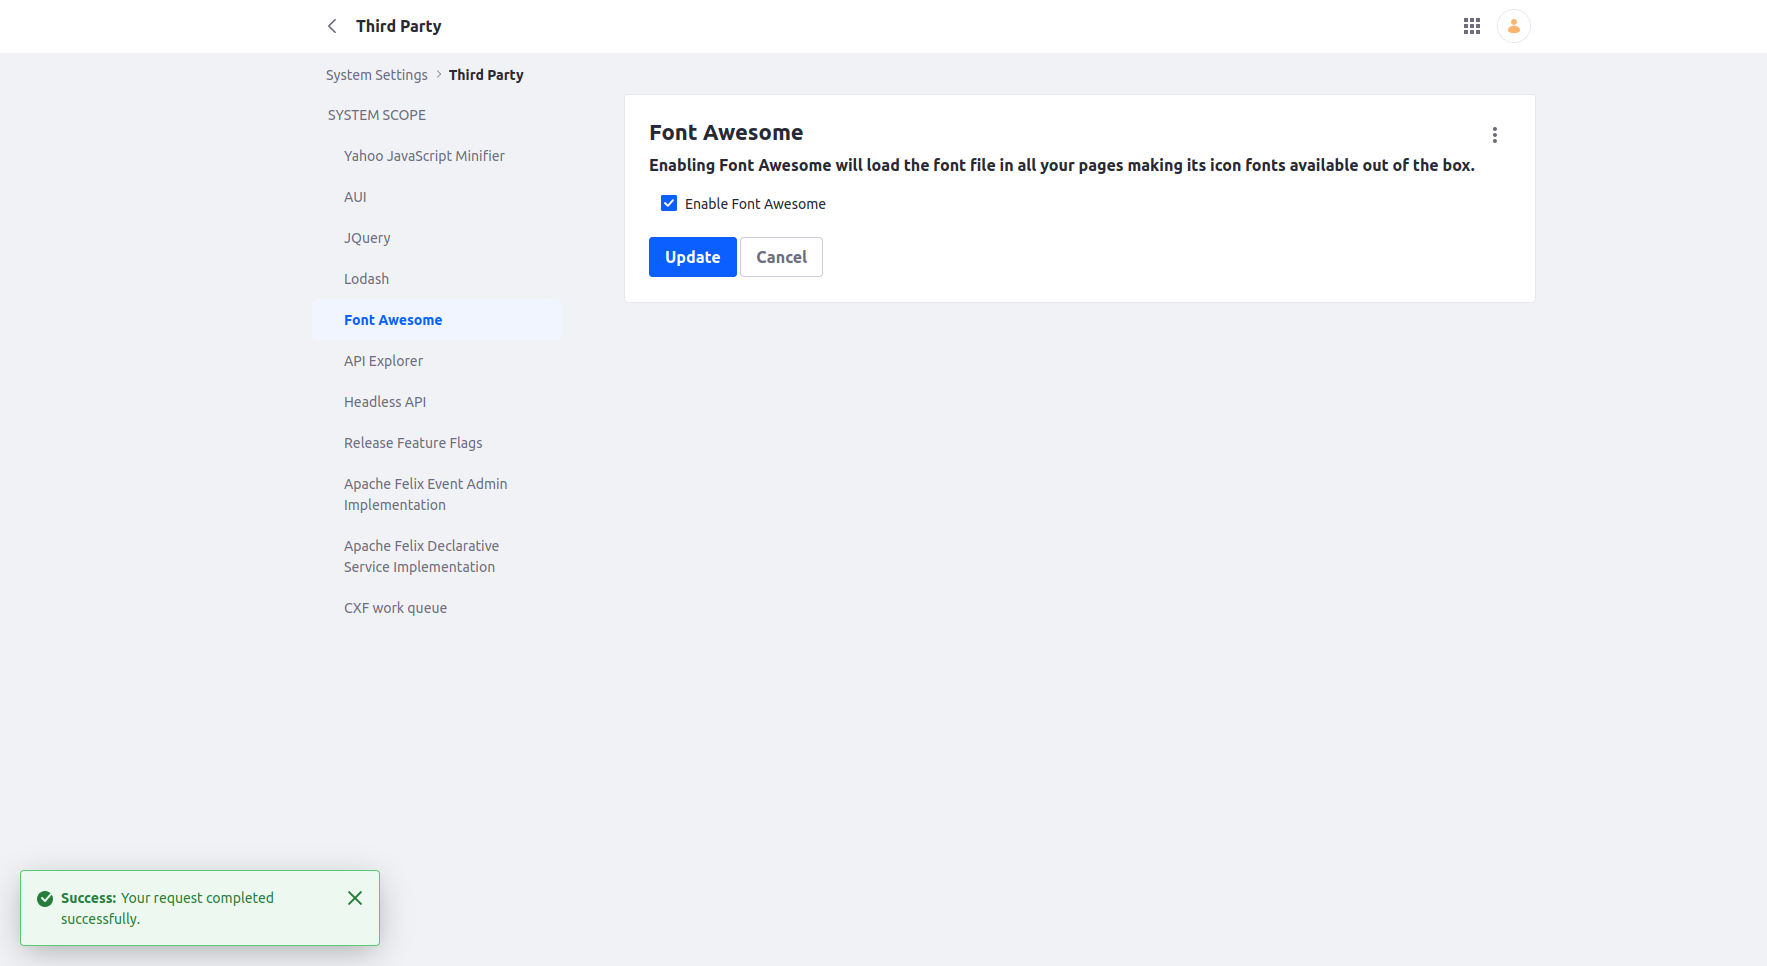 Third Party
System Settings
Third Party
SYSTEM SCOPE
Yahoo JavaScript Minifier
AUI
JQuery
Lodash
Font Awesome
API Explorer
Headless API
Release Feature Flags
Apache Felix Event Admin
Implementation
Apache Felix Declarative
Service Implementation
CXF work queue
Font Awesome
Enabling Font Awesome will load the font file in all your pages making its icon fonts available out of the box.
Enable Font Awesome
Update Cancel
Success: Your request completed
successfully.